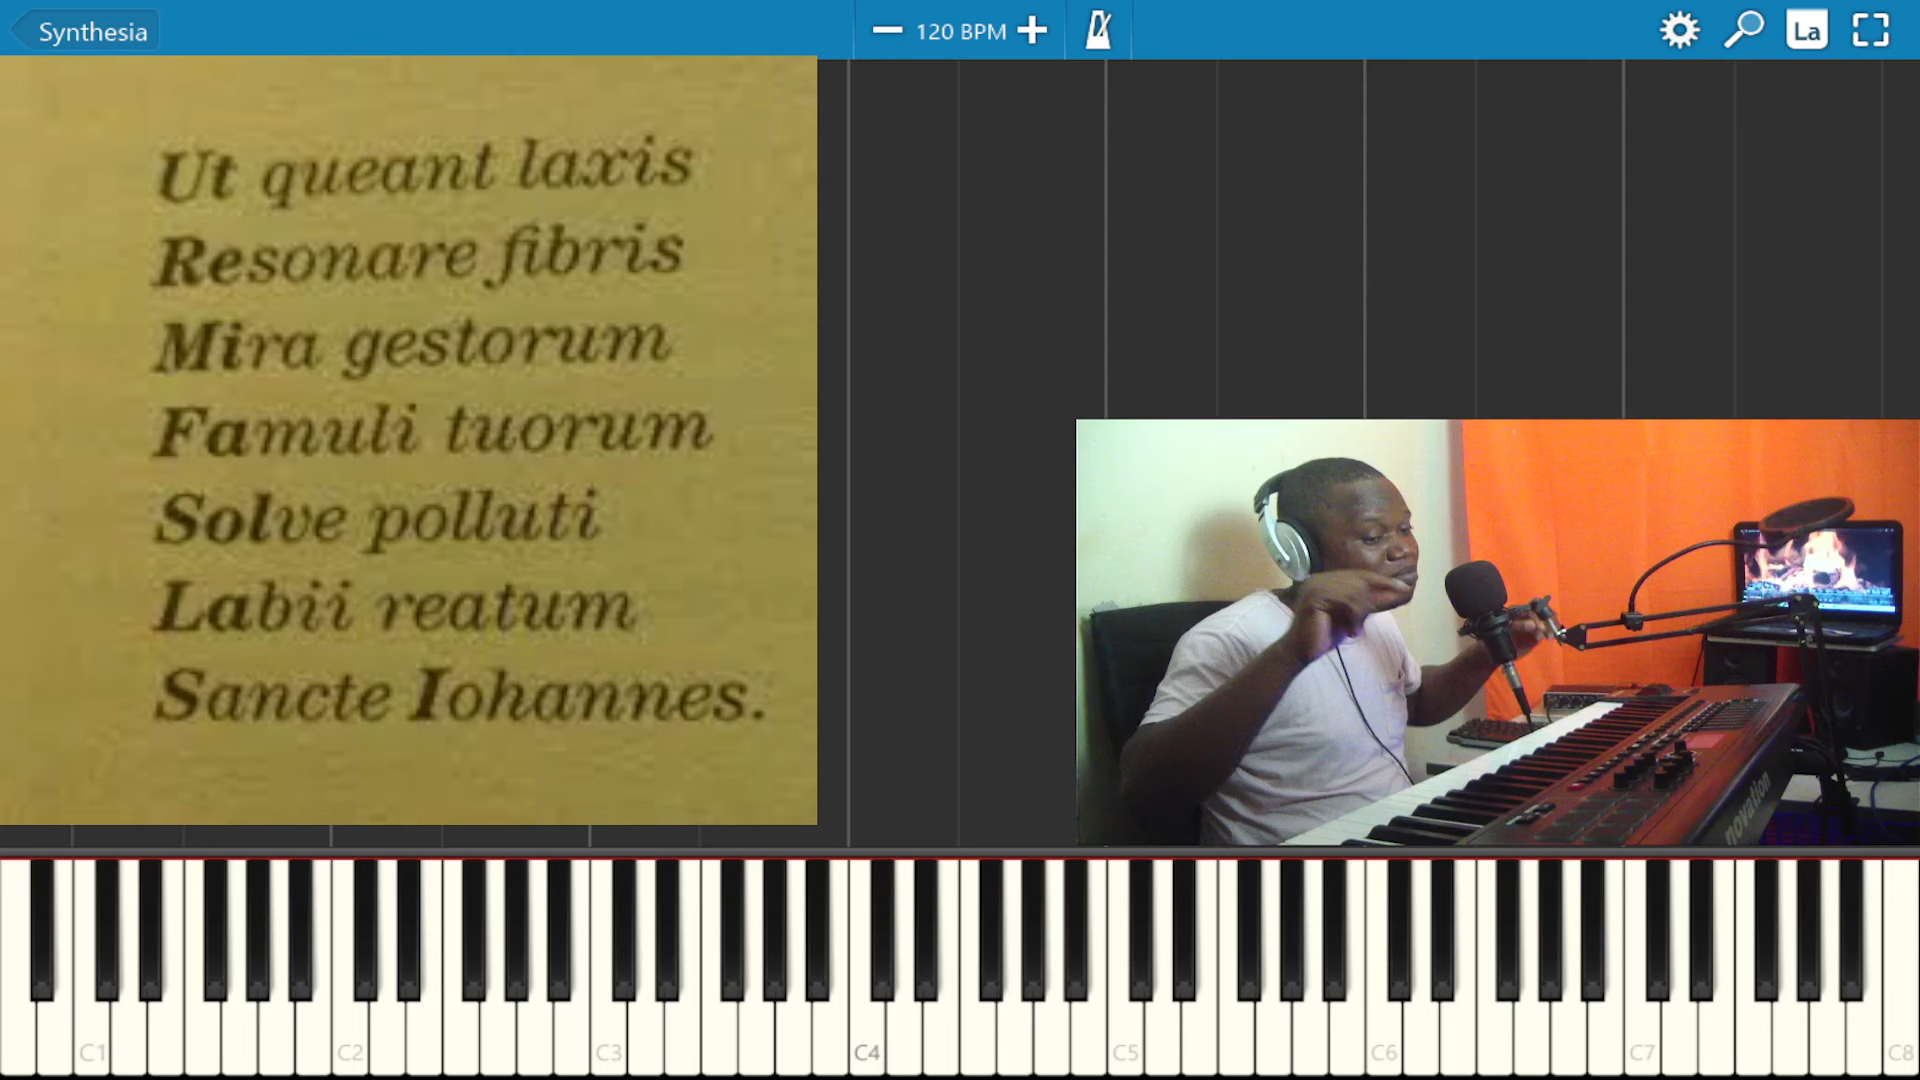 Synthesia
120 BPM
La
Ut queant laxis
Resonare fibris
Mira gestorum
Famuli tuorum
Solve polluti
Labii reatum
Sancte Iohannes.
novation
C1 C2 C3 C4 C5 C6 C7 C8